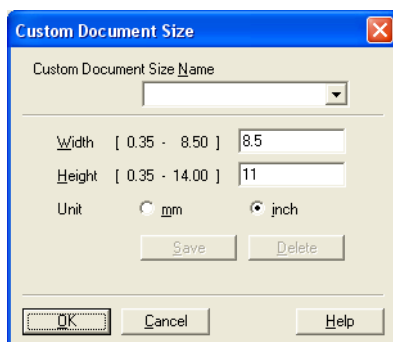 Custom Document Size
Custom Document Size Name
Width [ 0.35 - 8.50 ] 8.5
Height [ 0.35 - 14.00 ] 11
Unit mm inch
Save Delete
OK Cancel Help